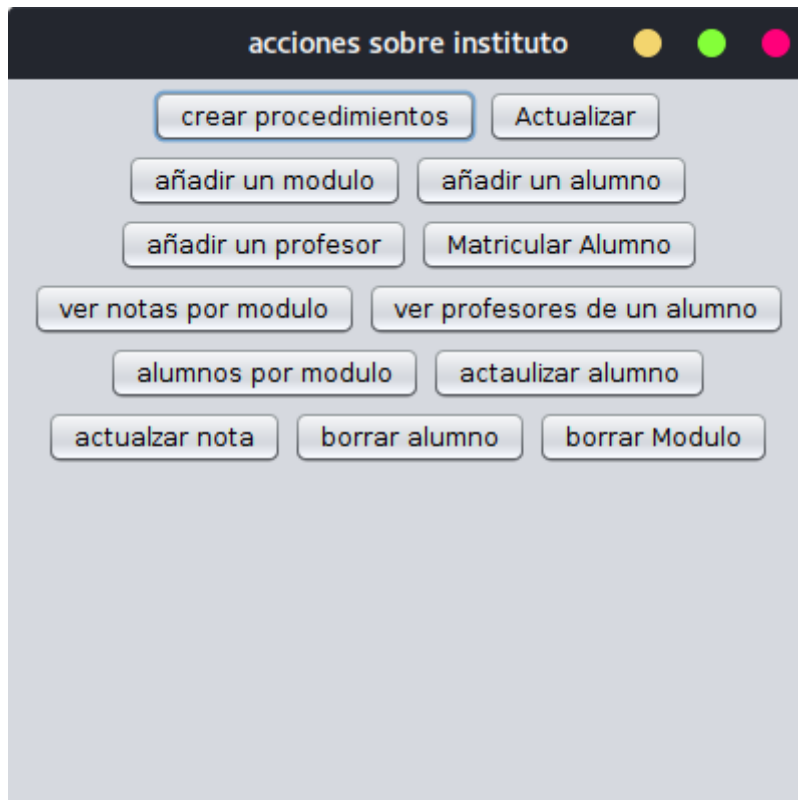 acciones sobre instituto
crear procedimientos Actualizar
añadir un modulo añadir un alumno
añadir un profesor Matricular Alumno
ver notas por modulo ver profesores de un alumno
alumnos por modulo actaulizar alumno
actualzar nota borrar alumno borrar Modulo